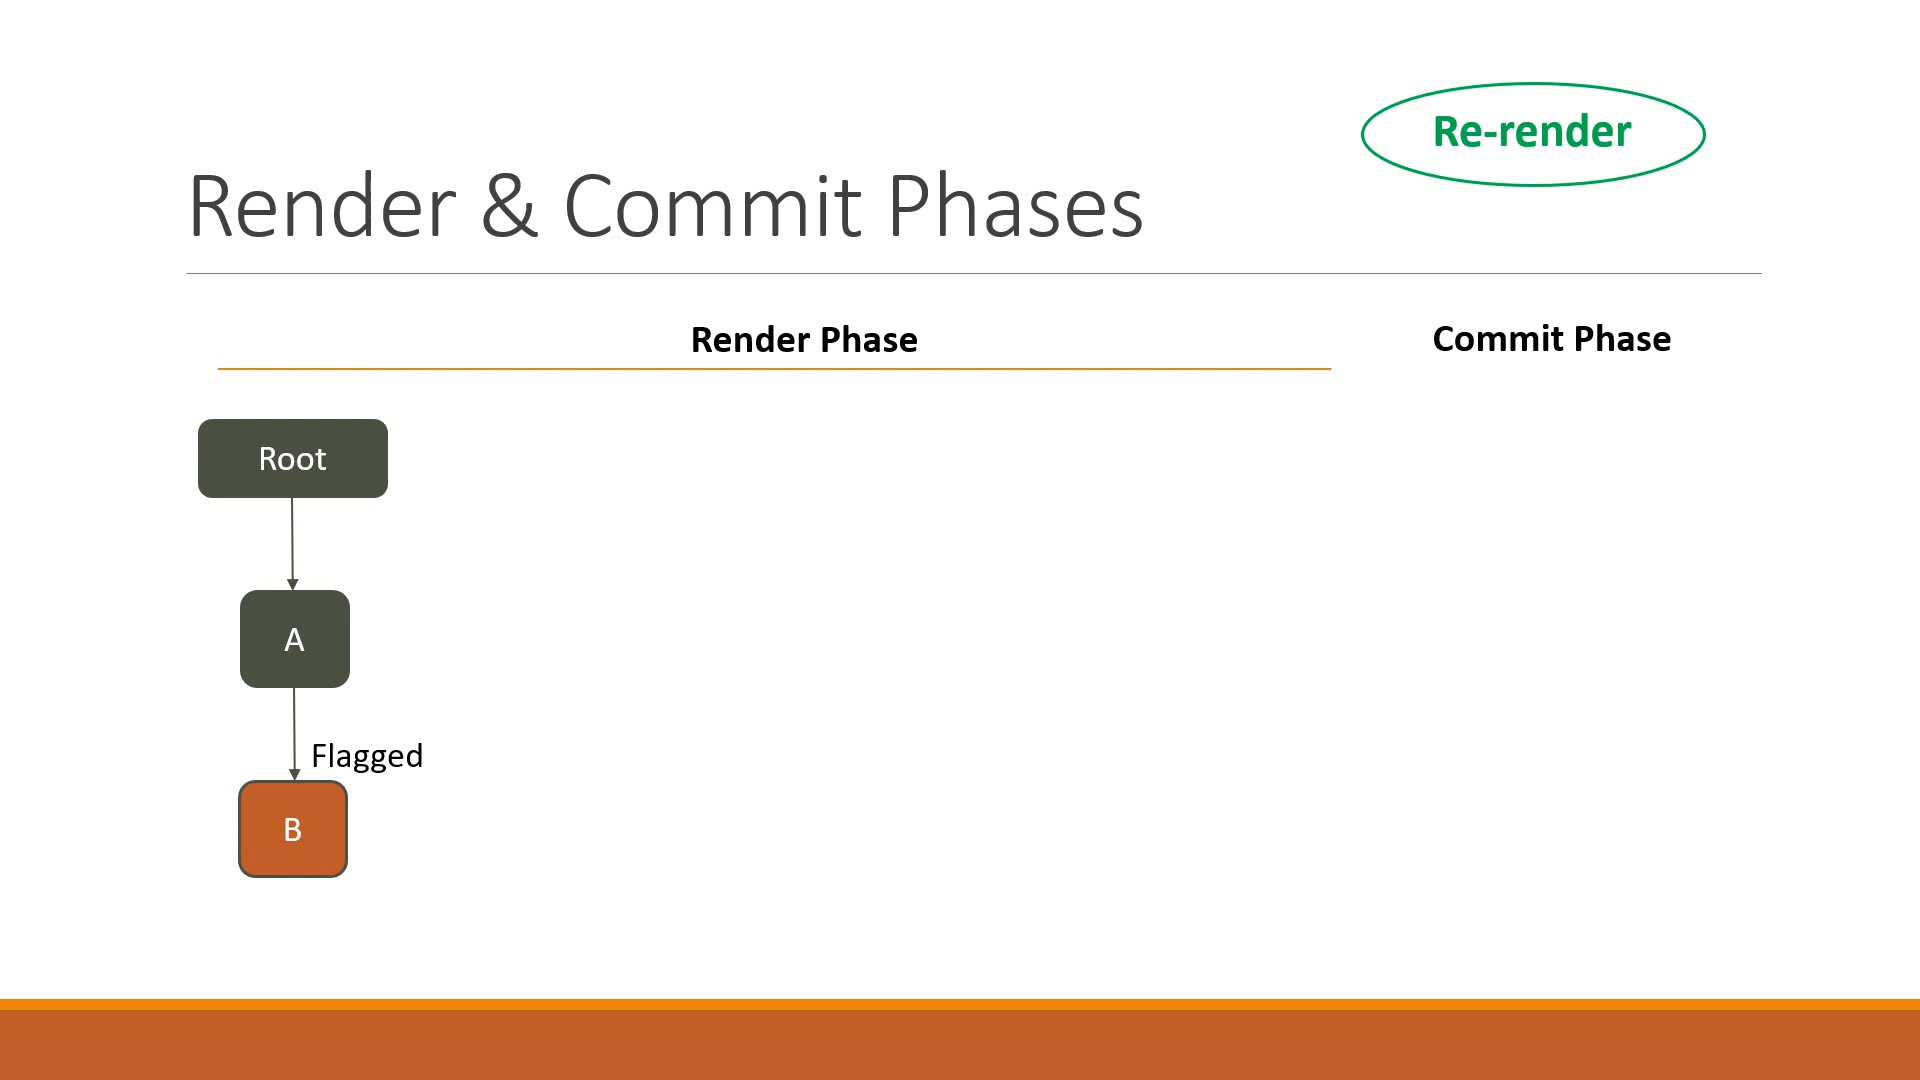 Re-render
Render & Commit Phases
Render Phase
Commit Phase
Root
A
Flagged
B